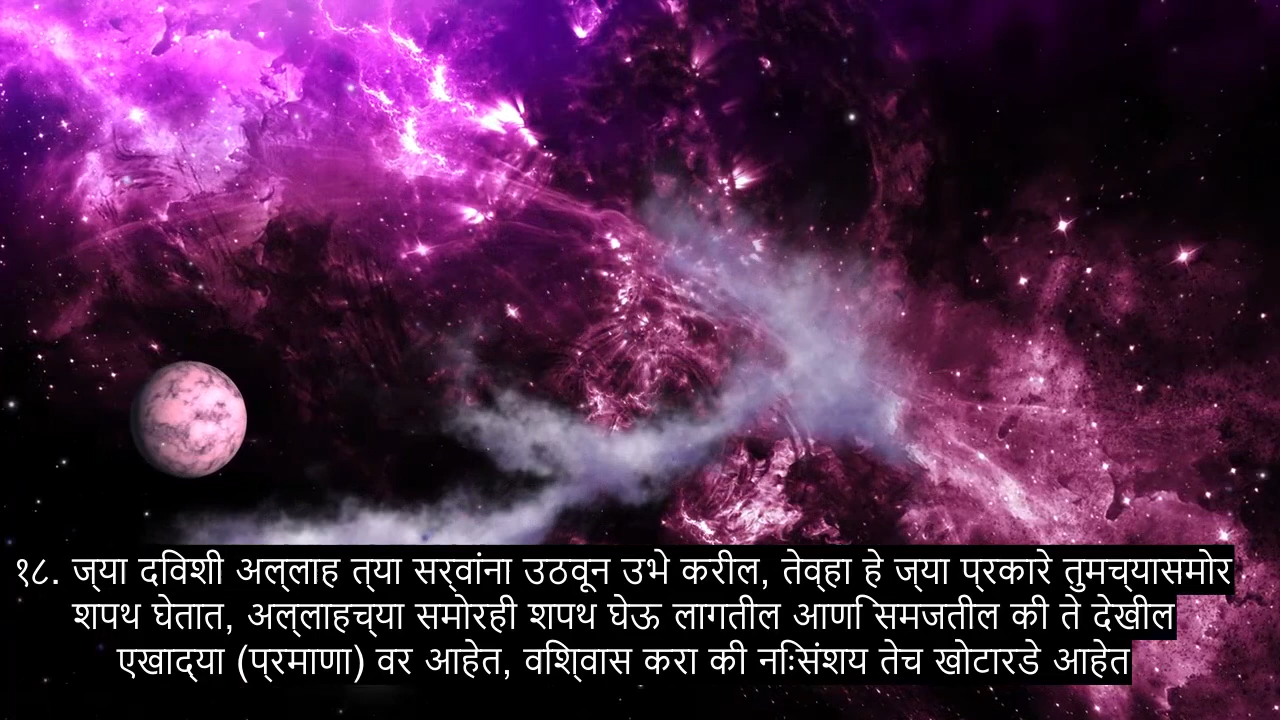 १८. ज्या दिवशी अल्लाह त्या सर्वांना उठवून उभे करील, तेव्हा हे ज्या प्रकारे तुमच्यासमोर
शपथ घेतात, अल्लाहच्या समोरही शपथ घेऊ लागतील आणि समजतील की ते देखील
एखाद्या (प्रमाणा) वर आहेत, विश्वास करा की निःसंशय तेच खोटारडे आहेत